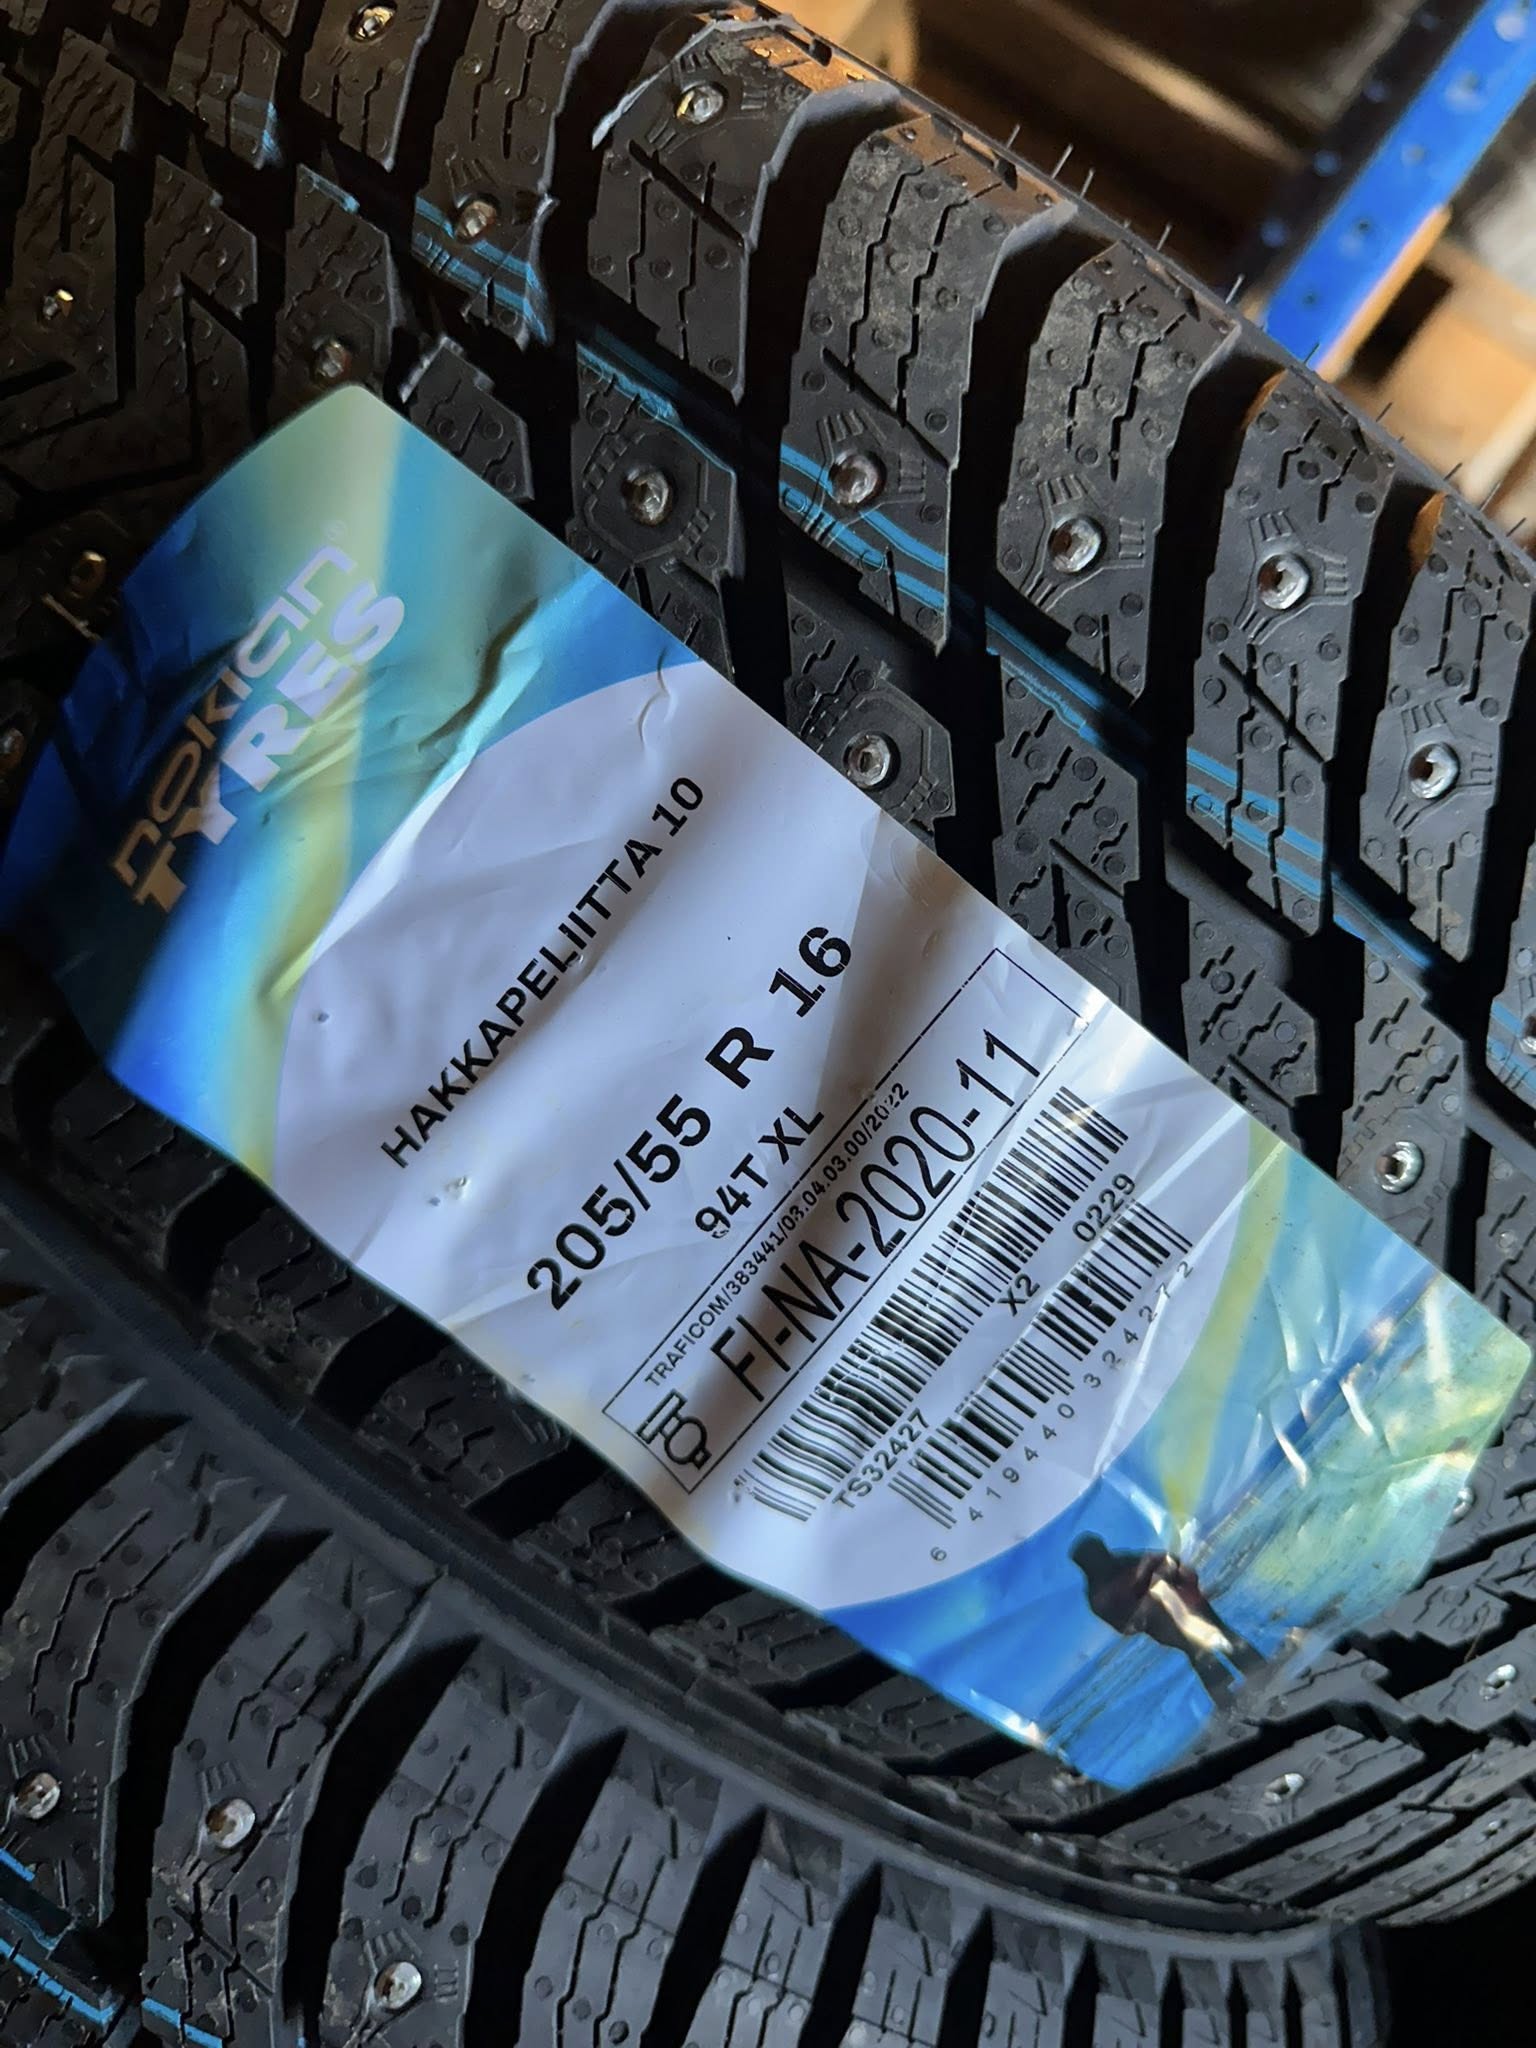 nokian®
TYRES
HAKKAPELIITTA 10
205/55 R 16
94T XL
TRAFICOM/383441/03.04.03.00/2022
FI-NA-2020-11
TS32427 X2 0229
6 419440 324272